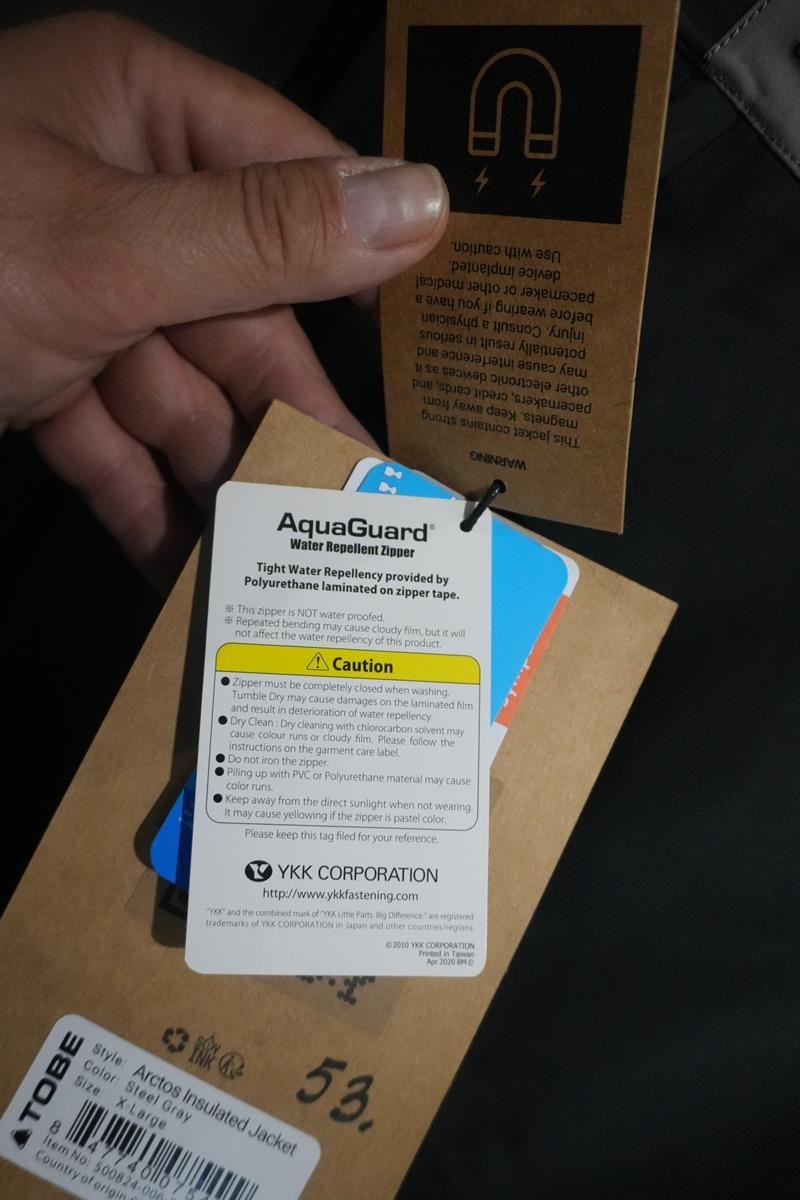 WARNING
This jacket contains strong
magnets. Keep away from
pacemakers, credit cards, and
other electronic devices as it
may cause interference and
potentially result in serious
injury. Consult a physician
before wearing if you have a
pacemaker or other medical
device implanted.
Use with caution.
AquaGuard®
Water Repellent Zipper
Tight Water Repellency provided by
Polyurethane laminated on zipper tape.
※ This zipper is NOT water proofed.
※ Repeated bending may cause cloudy film, but it will
not affect the water repellency of this product.
Caution
● Zipper must be completely closed when washing.
Tumble Dry may cause damages on the laminated film
and result in deterioration of water repellency.
● Dry Clean : Dry cleaning with chlorocarbon solvent may
cause colour runs or cloudy film. Please follow the
instructions on the garment care label.
● Do not iron the zipper.
● Piling up with PVC or Polyurethane material may cause
color runs.
● Keep away from the direct sunlight when not wearing.
It may cause yellowing if the zipper is pastel color.
Please keep this tag filed for your reference.
YKK CORPORATION
http://www.ykkfastening.com
"YKK" and the combined mark of "YKK Little Parts. Big Difference." are registered
trademarks of YKK CORPORATION in Japan and other countries/regions.
©2010 YKK CORPORATION
Printed in Taiwan
Apr 2020 BM ©
SOY
INK
53.
TOBE
Style: Arctos Insulated Jacket
Color: Steel Gray
Size: X-Large
Item No: 500824-006
Country of origin